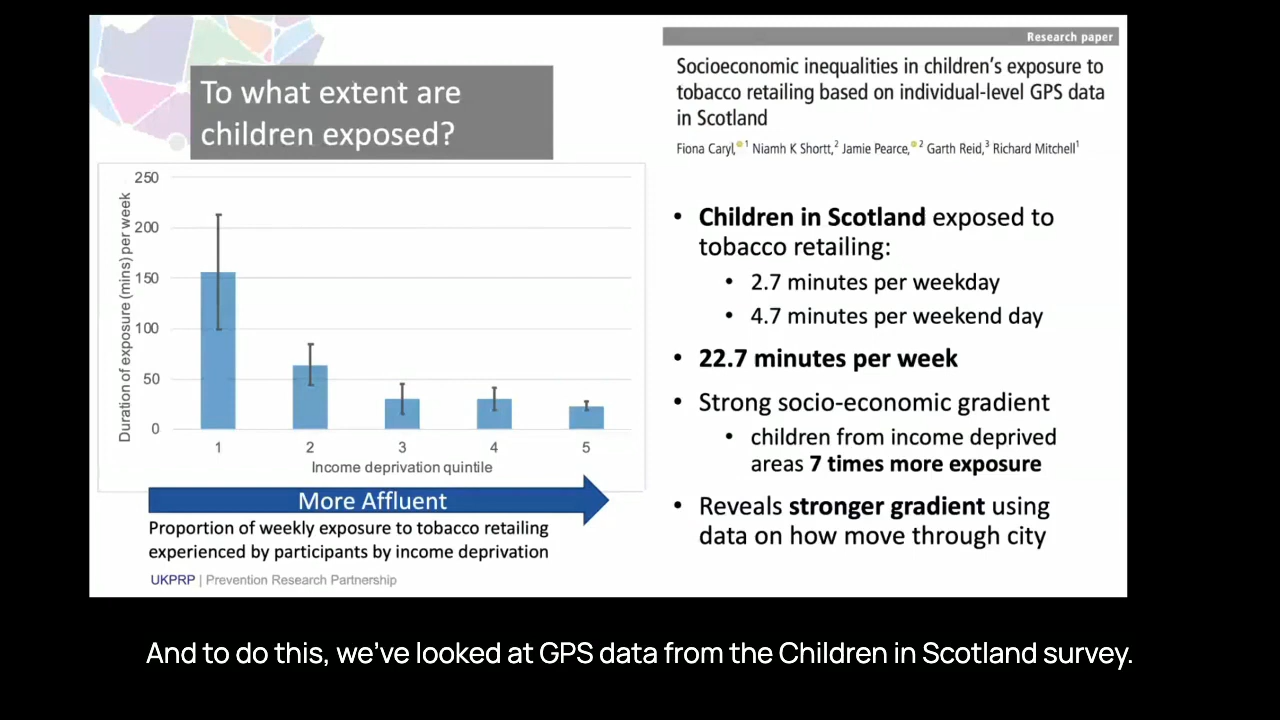 Research paper
To what extent are
children exposed?
Socioeconomic inequalities in children's exposure to
tobacco retailing based on individual-level GPS data
in Scotland
Fiona Caryl,1 Niamh K Shortt,2 Jamie Pearce,2 Garth Reid,3 Richard Mitchell1
Duration of exposure (mins) per week
250
200
150
100
50
0
1 2 3 4 5
Income deprivation quintile
More Affluent
Proportion of weekly exposure to tobacco retailing
experienced by participants by income deprivation
UKPRP | Prevention Research Partnership
• Children in Scotland exposed to
tobacco retailing:
• 2.7 minutes per weekday
• 4.7 minutes per weekend day
• 22.7 minutes per week
• Strong socio-economic gradient
• children from income deprived
areas 7 times more exposure
• Reveals stronger gradient using
data on how move through city
And to do this, we've looked at GPS data from the Children in Scotland survey.